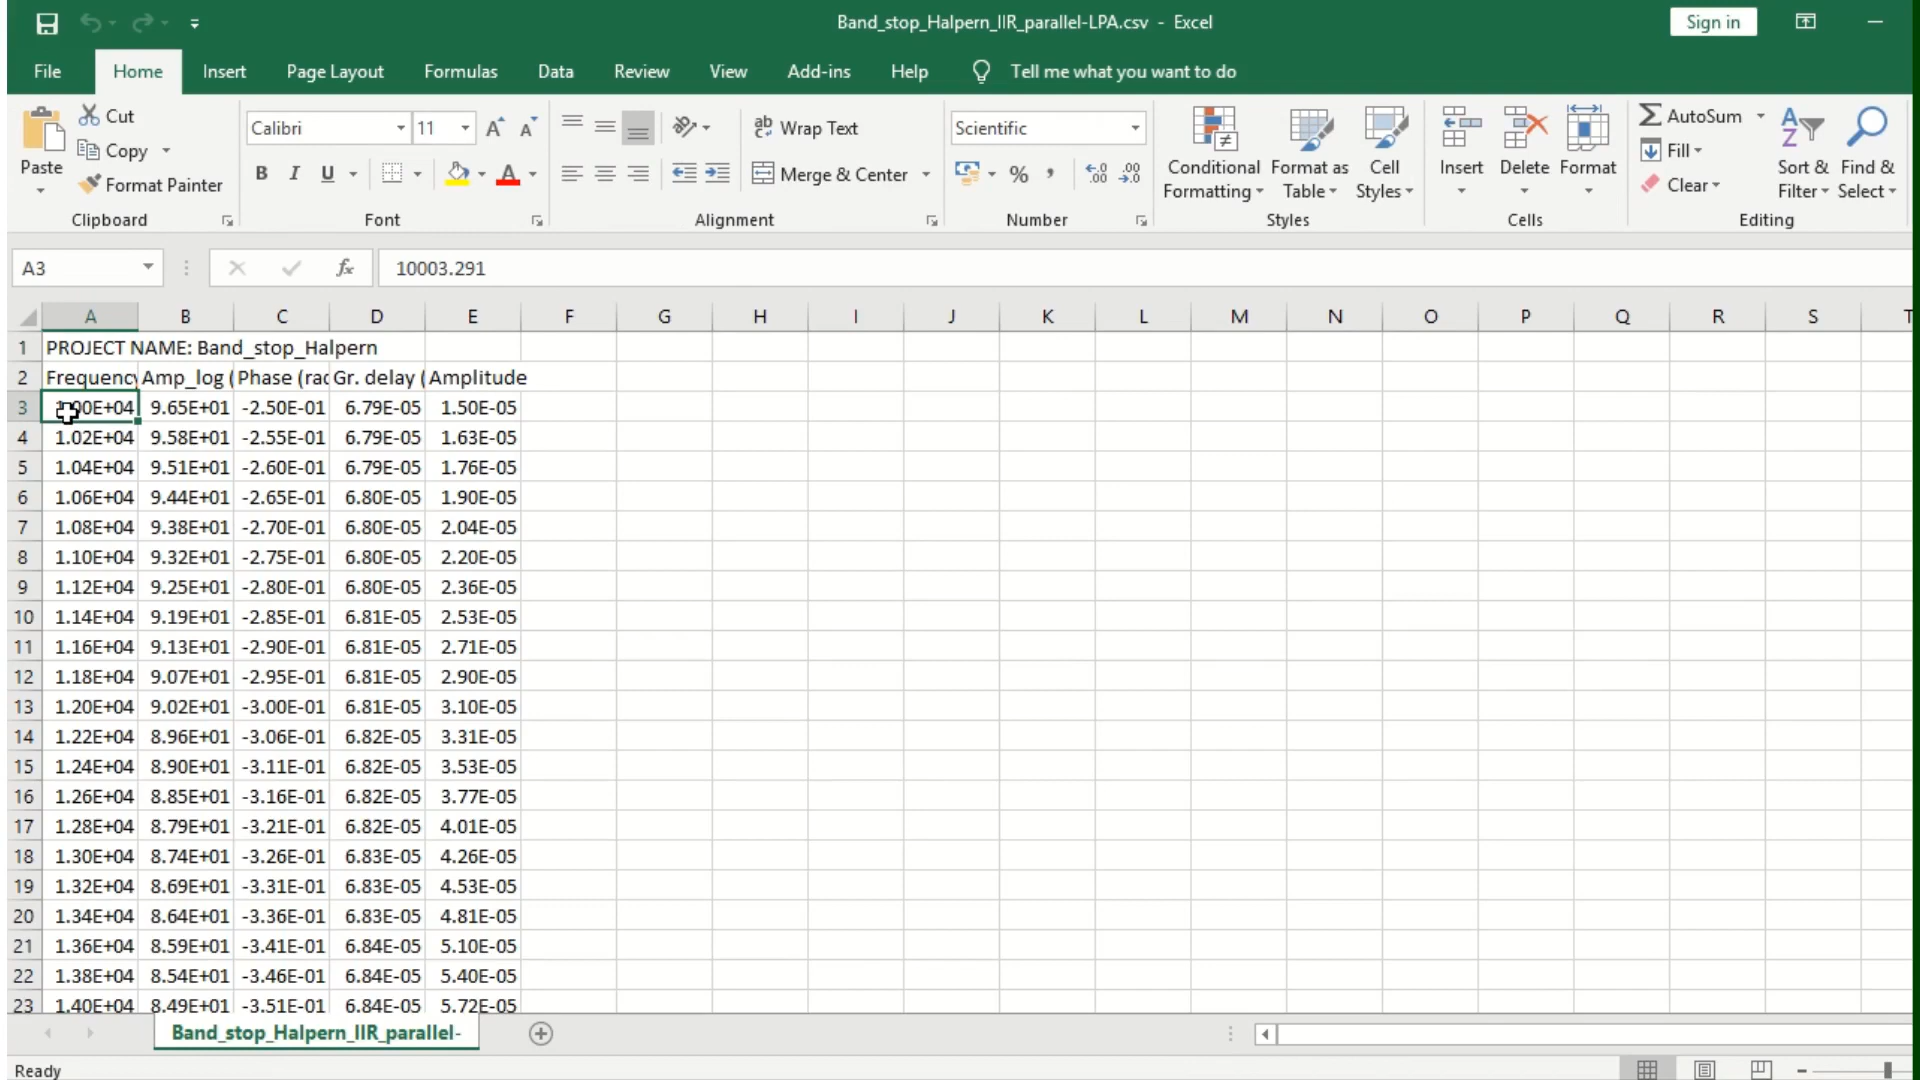 Band_stop_Halpern_IIR_parallel-LPA.csv - Excel
Sign in
File Home Insert Page Layout Formulas Data Review View Add-ins Help Tell me what you want to do
Paste
Cut
Copy
Format Painter
Clipboard
Calibri 11
B I U
Font
Wrap Text
Merge & Center
Alignment
Scientific
Number
Conditional Formatting
Format as Table
Cell Styles
Styles
Insert Delete Format
Cells
AutoSum
Fill
Clear
Sort & Filter
Find & Select
Editing
A3 fx 10003.291
A B C D E F G H I J K L M N O P Q R S T
1 PROJECT NAME: Band_stop_Halpern
2 Frequency Amp_log ( Phase (rad Gr. delay ( Amplitude
3 1.00E+04 9.65E+01 -2.50E-01 6.79E-05 1.50E-05
4 1.02E+04 9.58E+01 -2.55E-01 6.79E-05 1.63E-05
5 1.04E+04 9.51E+01 -2.60E-01 6.79E-05 1.76E-05
6 1.06E+04 9.44E+01 -2.65E-01 6.80E-05 1.90E-05
7 1.08E+04 9.38E+01 -2.70E-01 6.80E-05 2.04E-05
8 1.10E+04 9.32E+01 -2.75E-01 6.80E-05 2.20E-05
9 1.12E+04 9.25E+01 -2.80E-01 6.80E-05 2.36E-05
10 1.14E+04 9.19E+01 -2.85E-01 6.81E-05 2.53E-05
11 1.16E+04 9.13E+01 -2.90E-01 6.81E-05 2.71E-05
12 1.18E+04 9.07E+01 -2.95E-01 6.81E-05 2.90E-05
13 1.20E+04 9.02E+01 -3.00E-01 6.81E-05 3.10E-05
14 1.22E+04 8.96E+01 -3.06E-01 6.82E-05 3.31E-05
15 1.24E+04 8.90E+01 -3.11E-01 6.82E-05 3.53E-05
16 1.26E+04 8.85E+01 -3.16E-01 6.82E-05 3.77E-05
17 1.28E+04 8.79E+01 -3.21E-01 6.82E-05 4.01E-05
18 1.30E+04 8.74E+01 -3.26E-01 6.83E-05 4.26E-05
19 1.32E+04 8.69E+01 -3.31E-01 6.83E-05 4.53E-05
20 1.34E+04 8.64E+01 -3.36E-01 6.83E-05 4.81E-05
21 1.36E+04 8.59E+01 -3.41E-01 6.84E-05 5.10E-05
22 1.38E+04 8.54E+01 -3.46E-01 6.84E-05 5.40E-05
23 1.40E+04 8.49E+01 -3.51E-01 6.84E-05 5.72E-05
Band_stop_Halpern_IIR_parallel-
Ready